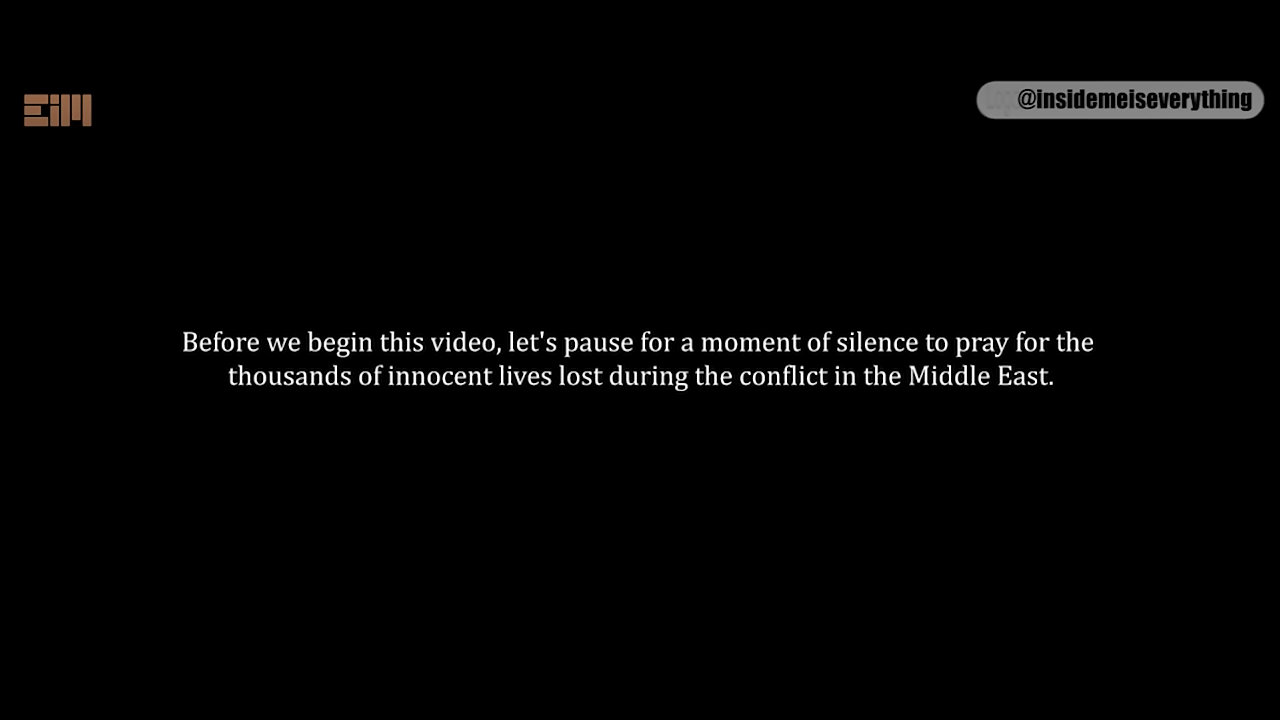 EiM
@insidemeiseverything
Before we begin this video, let's pause for a moment of silence to pray for the
thousands of innocent lives lost during the conflict in the Middle East.